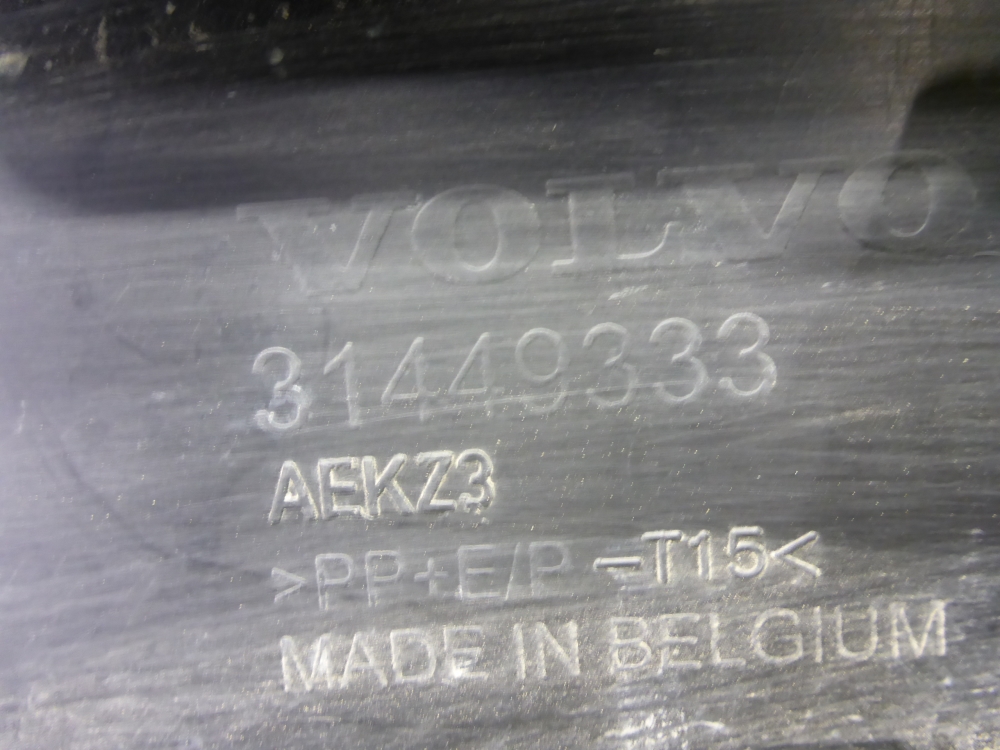 VOLVO
31449333
AEKZ3
>PP+E/P -T15<
MADE IN BELGIUM